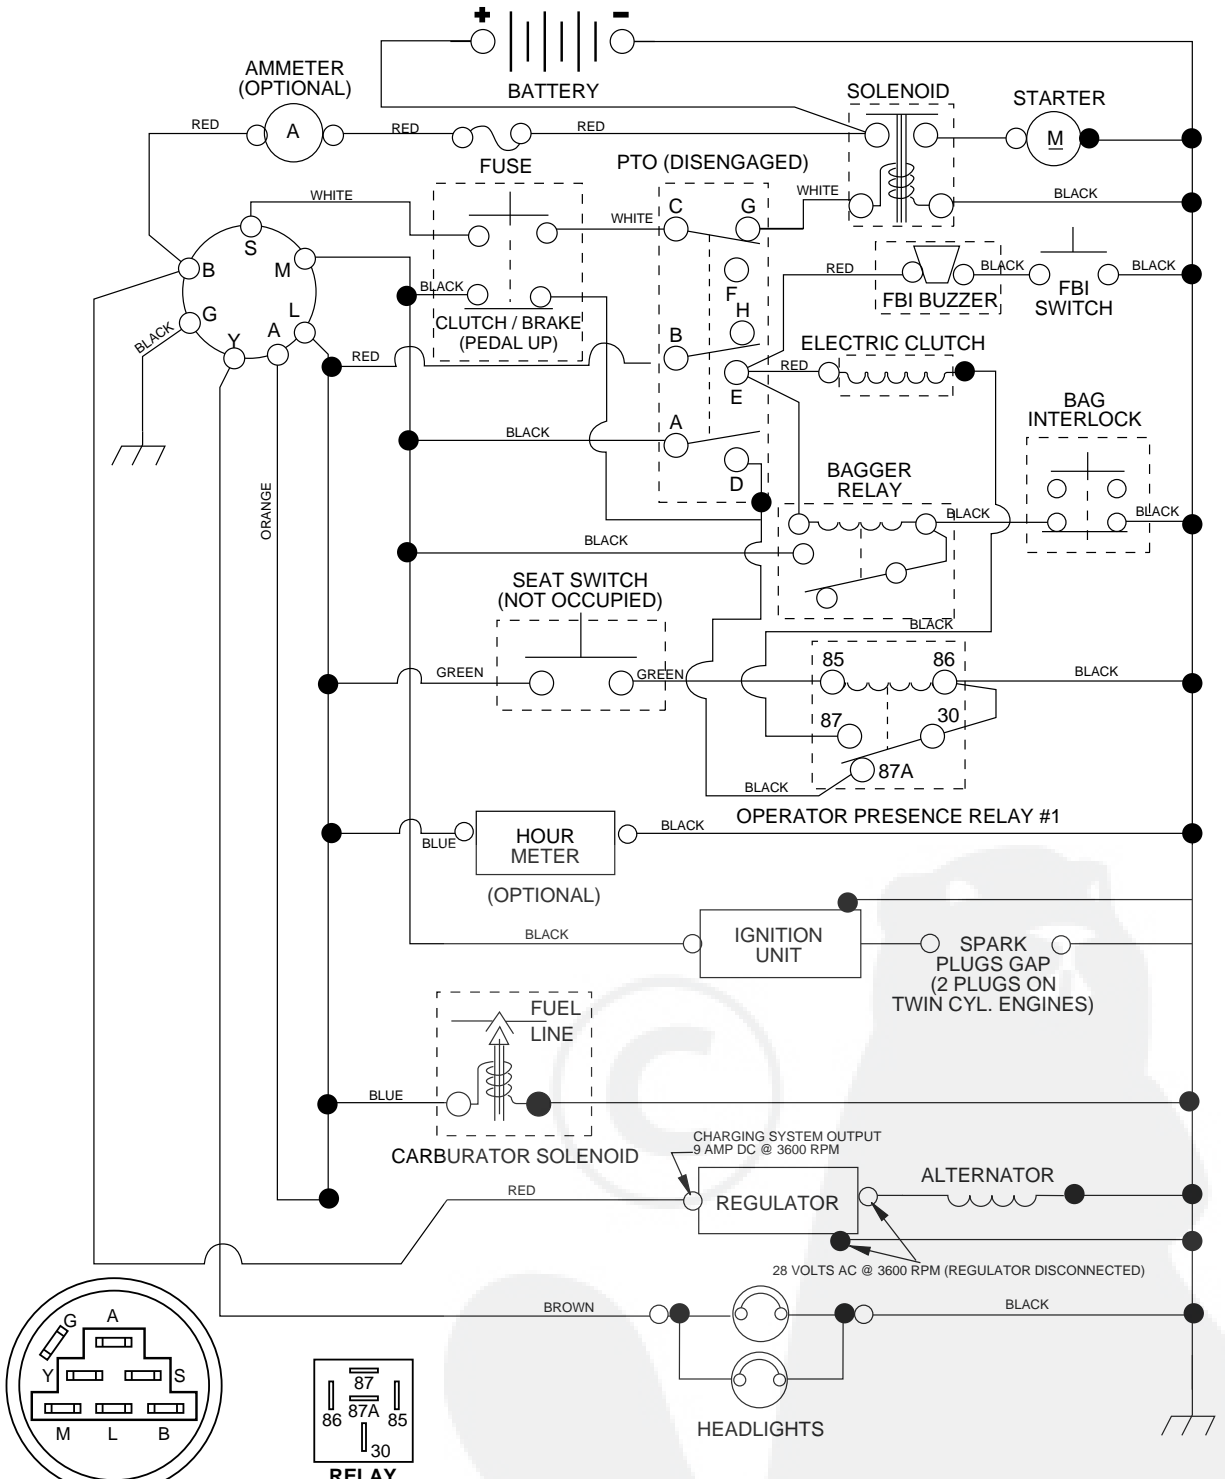 + -
BATTERY
AMMETER
(OPTIONAL)
SOLENOID
STARTER
RED
A
RED
FUSE
RED
M
PTO (DISENGAGED)
WHITE
WHITE
C
G
WHITE
BLACK
S
B
M
BLACK
F
RED
FBI BUZZER
BLACK
FBI
SWITCH
BLACK
G
L
Y
A
BLACK
CLUTCH / BRAKE
(PEDAL UP)
H
B
RED
ELECTRIC CLUTCH
RED
E
BAG
INTERLOCK
A
BLACK
D
BAGGER
RELAY
ORANGE
BLACK
BLACK
BLACK
SEAT SWITCH
(NOT OCCUPIED)
BLACK
GREEN
GREEN
85
86
BLACK
87
30
87A
BLACK
OPERATOR PRESENCE RELAY #1
BLUE
HOUR
METER
BLACK
(OPTIONAL)
BLACK
IGNITION
UNIT
SPARK
PLUGS GAP
(2 PLUGS ON
TWIN CYL. ENGINES)
FUEL
LINE
BLUE
CARBURATOR SOLENOID
CHARGING SYSTEM OUTPUT
9 AMP DC @ 3600 RPM
RED
REGULATOR
ALTERNATOR
28 VOLTS AC @ 3600 RPM (REGULATOR DISCONNECTED)
BROWN
BLACK
HEADLIGHTS
G
A
Y
S
M
L
B
87
87A
86
85
30
RELAY
©